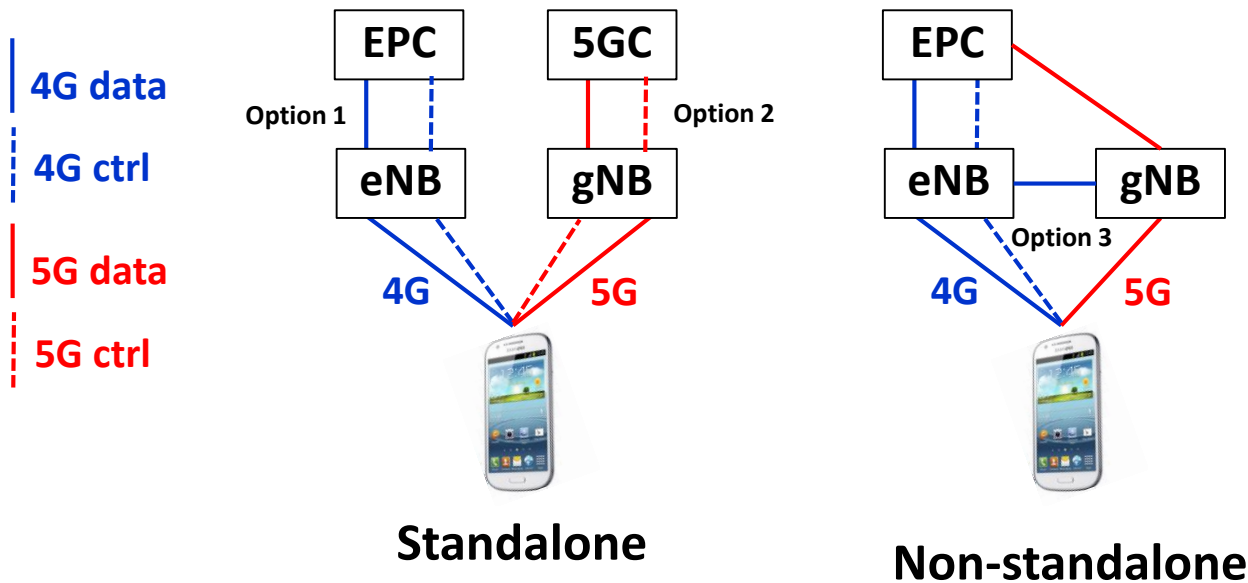 4G data
4G ctrl
5G data
5G ctrl
EPC
5GC
Option 1
Option 2
eNB
gNB
4G
5G
Standalone
EPC
eNB
gNB
Option 3
4G
5G
Non-standalone